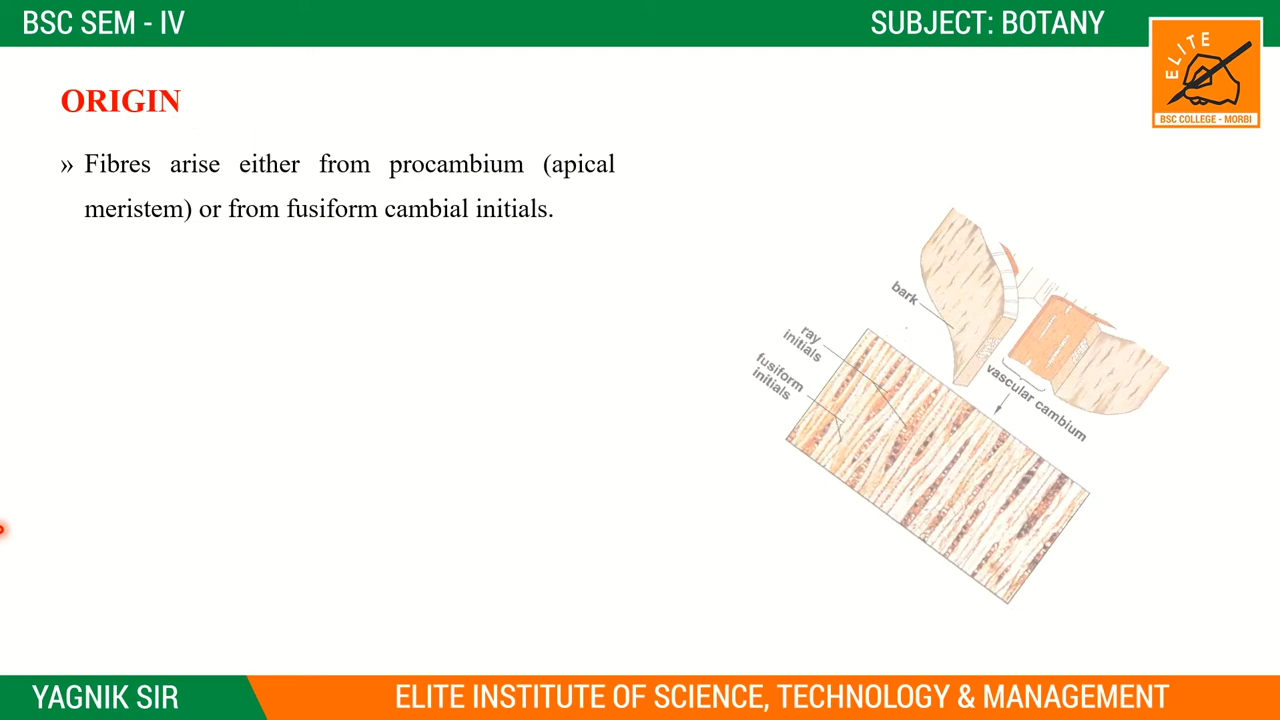 BSC SEM - IV
SUBJECT: BOTANY
ELITE
BSC COLLEGE - MORBI
ORIGIN
» Fibres arise either from procambium (apical
meristem) or from fusiform cambial initials.
bark
ray
initials
fusiform
initials
vascular cambium
YAGNIK SIR
ELITE INSTITUTE OF SCIENCE, TECHNOLOGY & MANAGEMENT